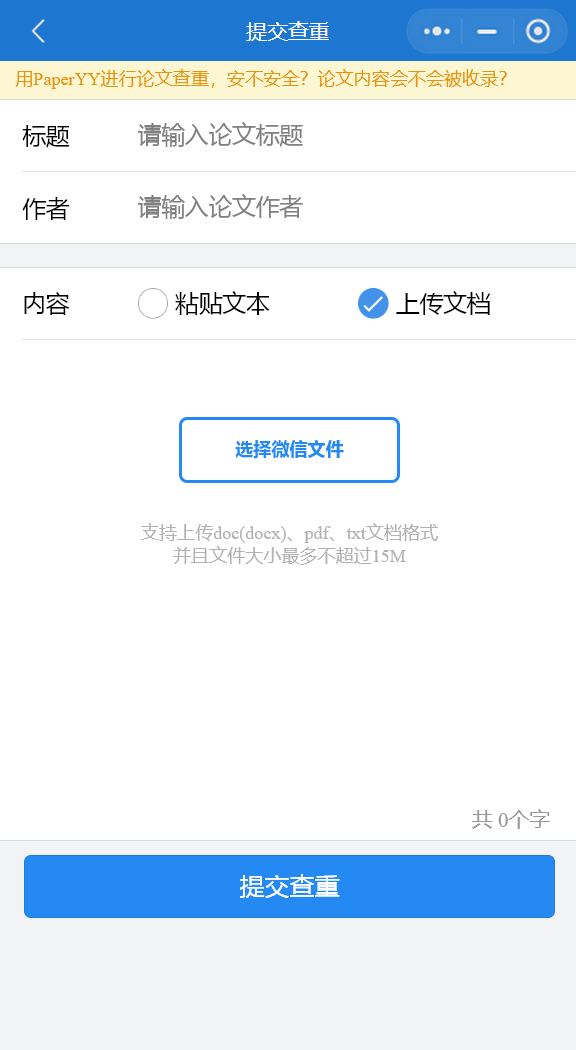 提交查重
用PaperYY进行论文查重，安不安全？论文内容会不会被收录？
标题 请输入论文标题
作者 请输入论文作者
内容 粘贴文本 上传文档
选择微信文件
支持上传doc(docx)、pdf、txt文档格式
并且文件大小最多不超过15M
共 0个字
提交查重